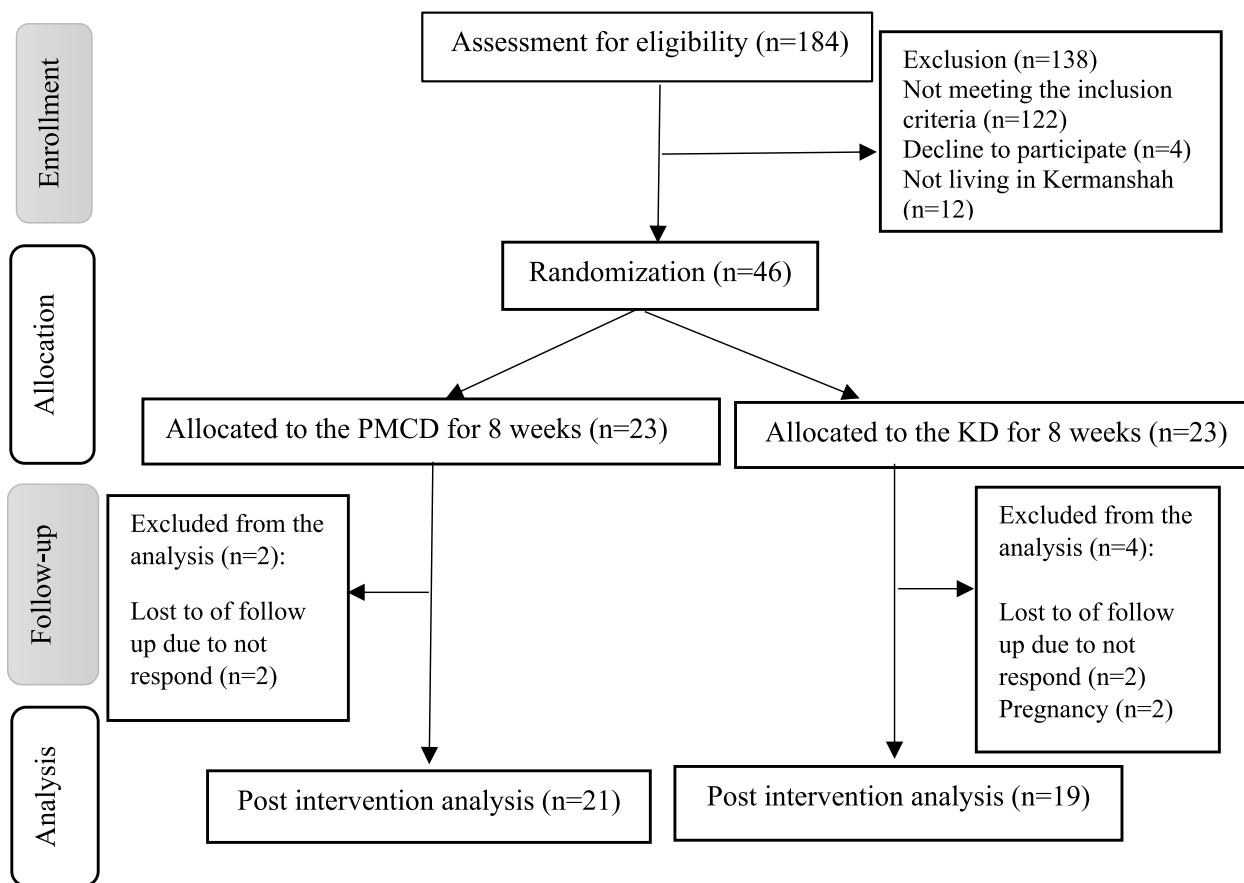 Enrollment
Assessment for eligibility (n=184)
Exclusion (n=138)
Not meeting the inclusion
criteria (n=122)
Decline to participate (n=4)
Not living in Kermanshah
(n=12)
Allocation
Randomization (n=46)
Allocated to the PMCD for 8 weeks (n=23)
Allocated to the KD for 8 weeks (n=23)
Follow-up
Excluded from the
analysis (n=2):
Lost to of follow
up due to not
respond (n=2)
Excluded from the
analysis (n=4):
Lost to of follow
up due to not
respond (n=2)
Pregnancy (n=2)
Analysis
Post intervention analysis (n=21)
Post intervention analysis (n=19)